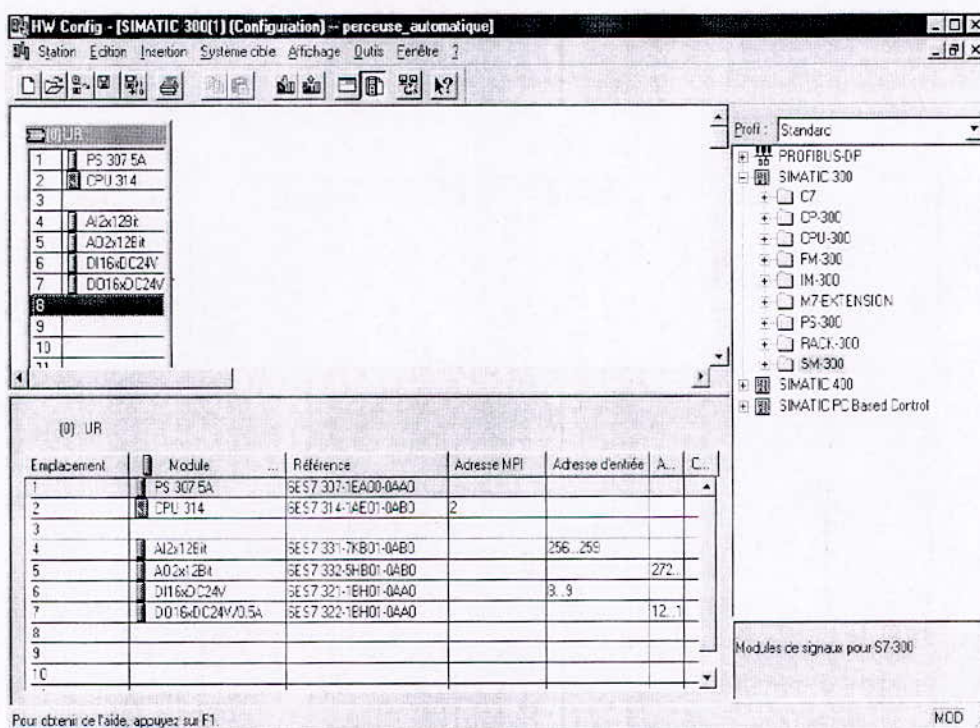 HW Config - [SIMATIC 300(1) (Configuration) -- perceuse_automatique]
Station Edition Insertion Système cible Affichage Outils Fenêtre ?
(0) UR
1 PS 307 5A
2 CPU 314
3
4 AI2x12Bit
5 AO2x12Bit
6 DI16xDC24V
7 DO16xDC24V
8
9
10
11
Profil : Standard
PROFIBUS-DP
SIMATIC 300
C7
CP-300
CPU-300
FM-300
IM-300
M7-EXTENSION
PS-300
RACK-300
SM-300
SIMATIC 400
SIMATIC PC Based Control
(0) UR
Emplacement Module ... Référence Adresse MPI Adresse d'entrée A... C...
1 PS 307 5A 6ES7 307-1EA00-0AA0
2 CPU 314 6ES7 314-1AE01-0AB0 2
3
4 AI2x12Bit 6ES7 331-7KB01-0AB0 256...259
5 AO2x12Bit 6ES7 332-5HB01-0AB0 272..
6 DI16xDC24V 6ES7 321-1BH01-0AA0 8...9
7 DO16xDC24V/0.5A 6ES7 322-1BH01-0AA0 12...1
8
9
10
Modules de signaux pour S7-300
Pour obtenir de l'aide, appuyez sur F1.
MOD